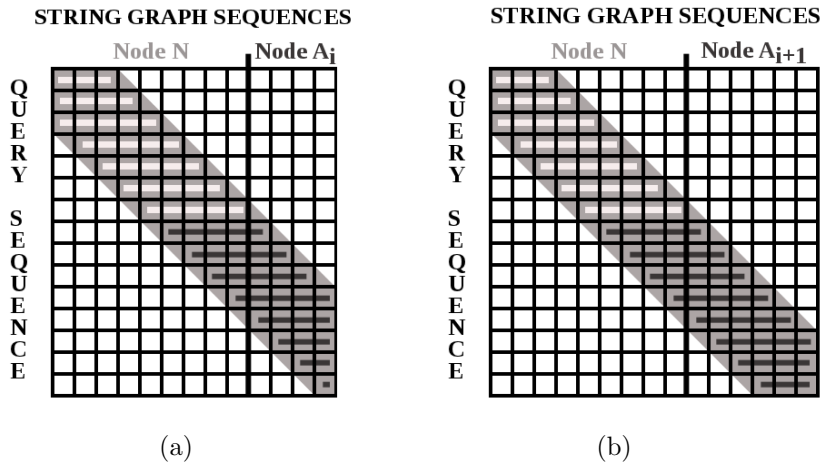 STRING GRAPH SEQUENCES
Node N Node Ai
QUERY SEQUENCE
(a)
STRING GRAPH SEQUENCES
Node N Node Ai+1
QUERY SEQUENCE
(b)